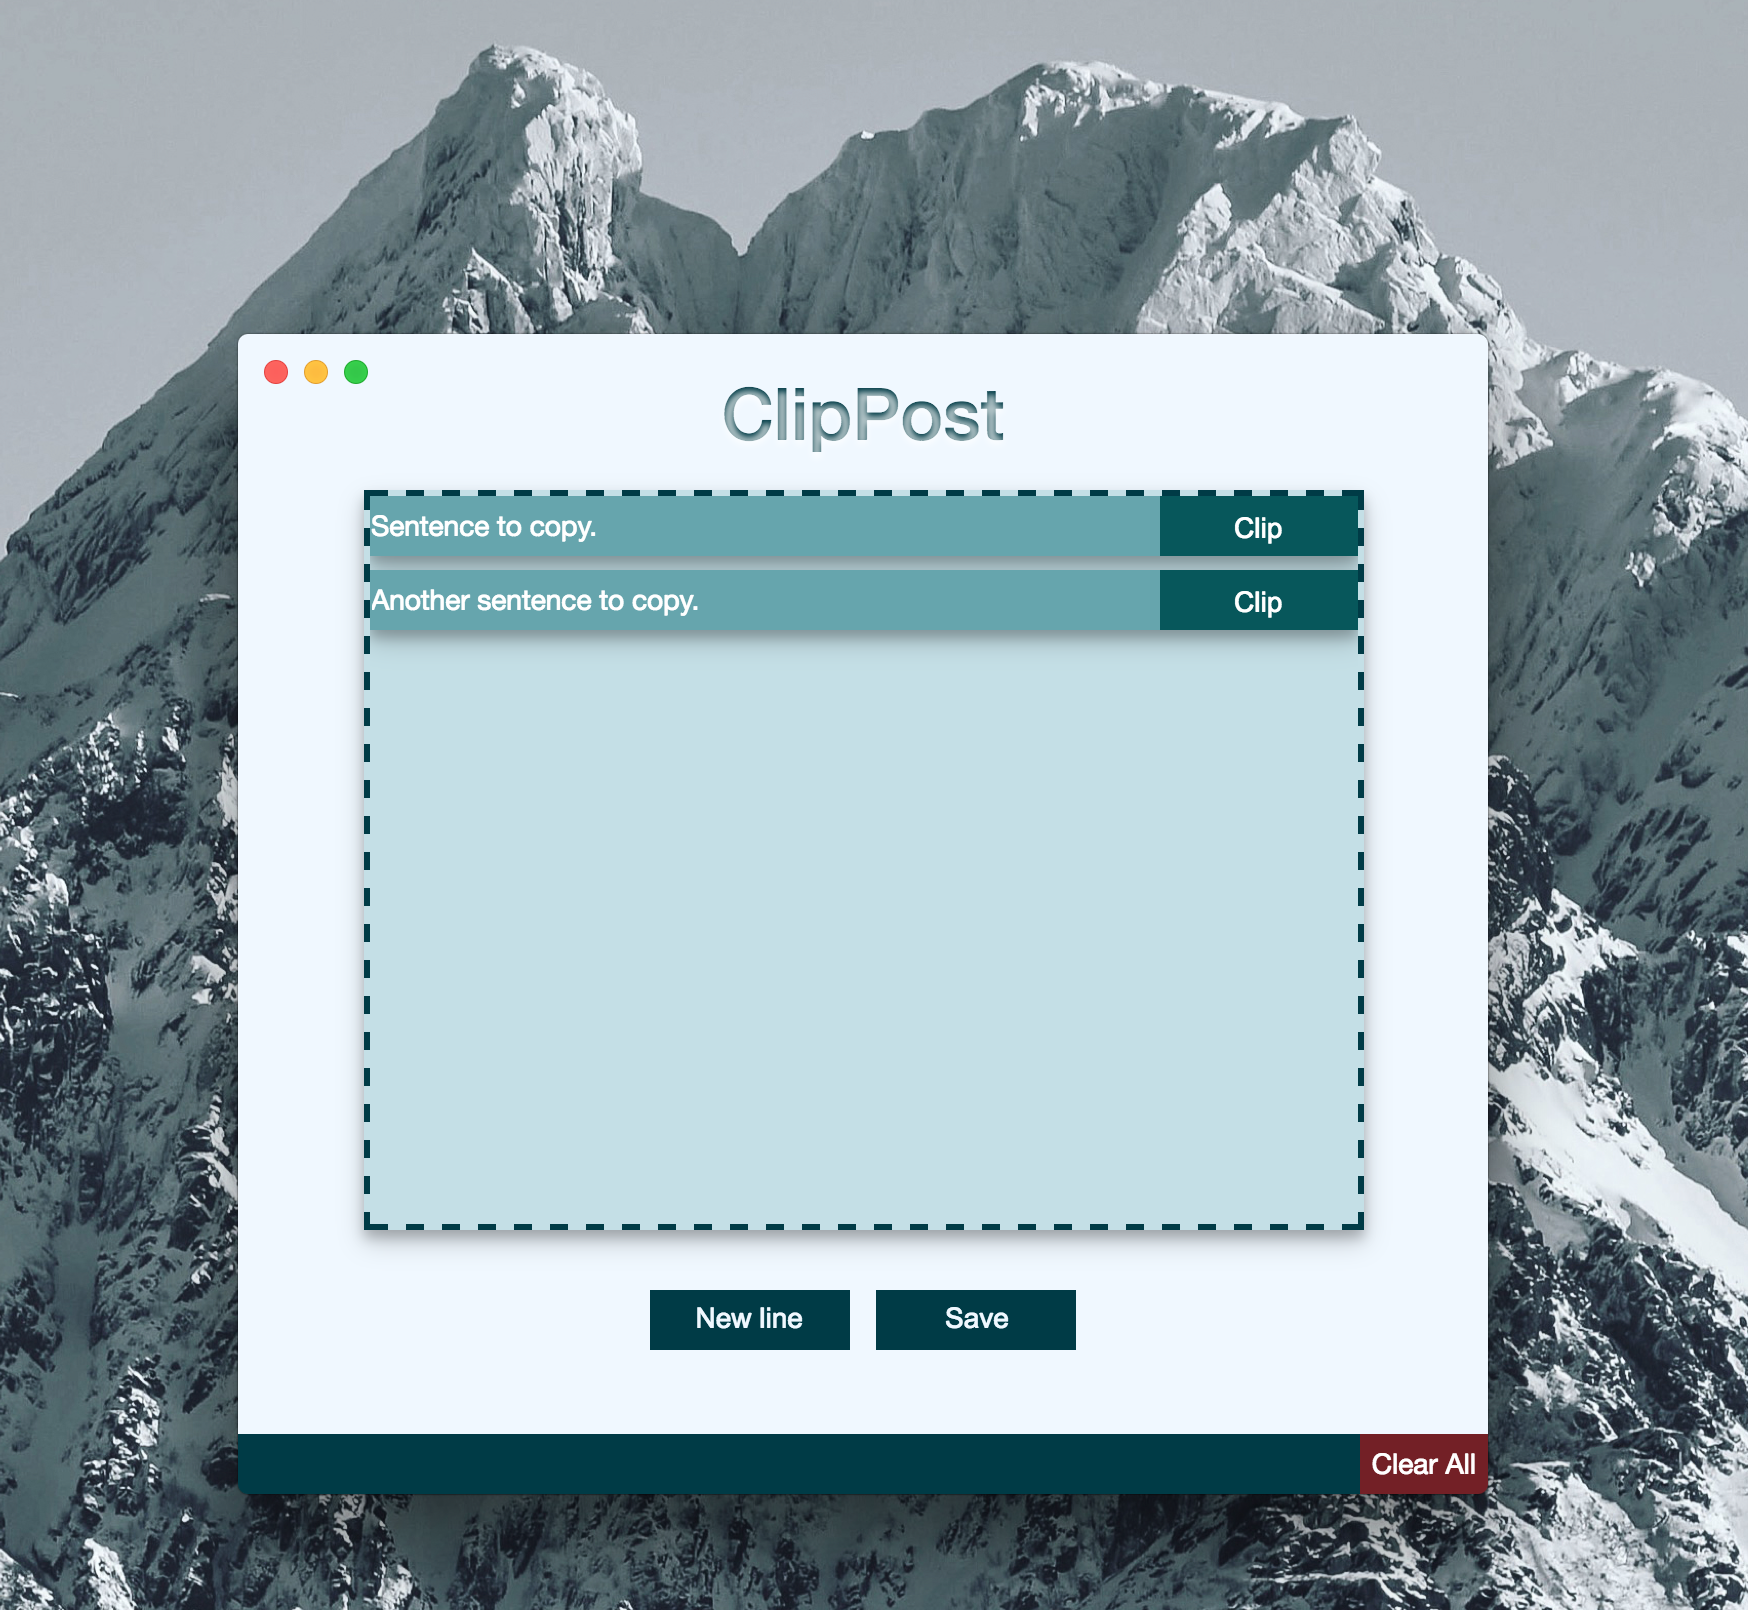 ClipPost
Sentence to copy. Clip
Another sentence to copy. Clip
New line Save
Clear All